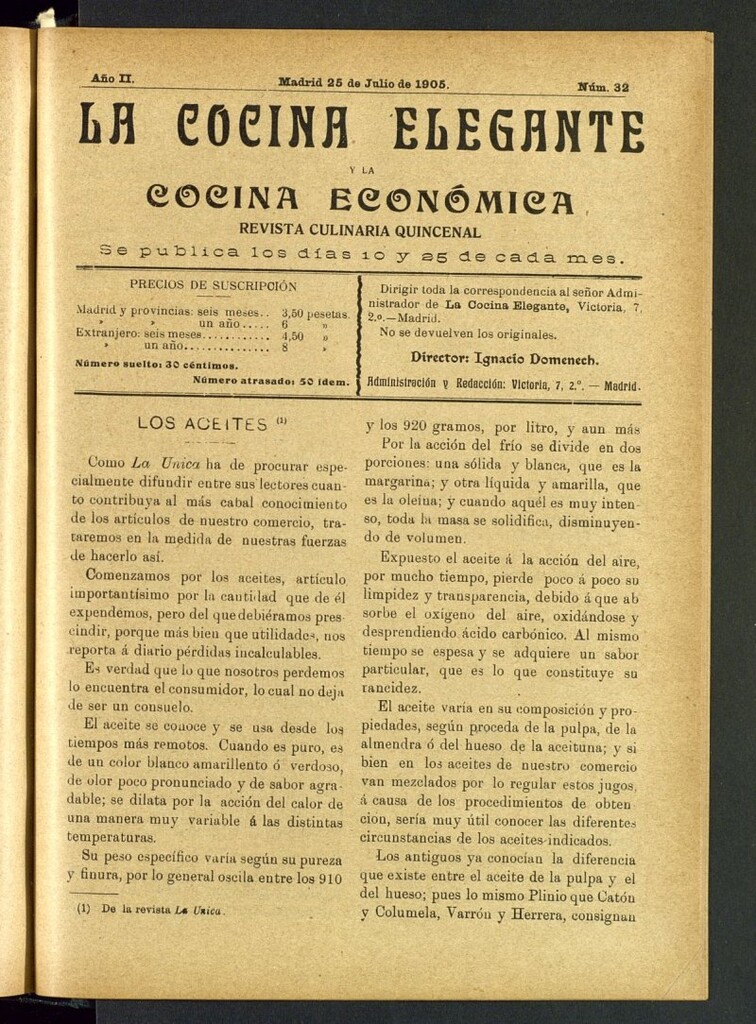 Año II.
Madrid 25 de Julio de 1905.
Núm. 32
LA COCINA ELEGANTE
Y LA
COCINA ECONÓMICA
REVISTA CULINARIA QUINCENAL
Se publica los días 10 y 25 de cada mes.
PRECIOS DE SUSCRIPCIÓN
Madrid y provincias: seis meses.. 3,50 pesetas.
» » un año..... 6 »
Extranjero: seis meses............ 4,50 »
» un año............... 8 »
Número suelto: 30 céntimos.
Número atrasado: 50 idem.
Dirigir toda la correspondencia al señor Admi-
nistrador de La Cocina Elegante, Victoria, 7,
2.º.—Madrid.
No se devuelven los originales.
Director: Ignacio Domenech.
Administración y Redacción: Victoria, 7, 2.º. — Madrid.
LOS ACEITES (1)
Como La Unica ha de procurar espe-
cialmente difundir entre sus lectores cuan-
to contribuya al más cabal conocimiento
de los artículos de nuestro comercio, tra-
taremos en la medida de nuestras fuerzas
de hacerlo así.
Comenzamos por los aceites, artículo
importantísimo por la cantidad que de él
expendemos, pero del que debiéramos pres-
cindir, porque más bien que utilidades, nos
reporta á diario pérdidas incalculables.
Es verdad que lo que nosotros perdemos
lo encuentra el consumidor, lo cual no deja
de ser un consuelo.
El aceite se conoce y se usa desde los
tiempos más remotos. Cuando es puro, es
de un color blanco amarillento ó verdoso,
de olor poco pronunciado y de sabor agra-
dable; se dilata por la acción del calor de
una manera muy variable á las distintas
temperaturas.
Su peso específico varía según su pureza
y finura, por lo general oscila entre los 910
(1) De la revista La Unica.
y los 920 gramos, por litro, y aun más
Por la acción del frío se divide en dos
porciones: una sólida y blanca, que es la
margarina; y otra líquida y amarilla, que
es la oleína; y cuando aquél es muy inten-
so, toda la masa se solidifica, disminuyen-
do de volumen.
Expuesto el aceite á la acción del aire,
por mucho tiempo, pierde poco á poco su
limpidez y transparencia, debido á que ab
sorbe el oxígeno del aire, oxidándose y
desprendiendo ácido carbónico. Al mismo
tiempo se espesa y se adquiere un sabor
particular, que es lo que constituye su
rancidez.
El aceite varía en su composición y pro-
piedades, según proceda de la pulpa, de la
almendra ó del hueso de la aceituna; y si
bien en los aceites de nuestro comercio
van mezclados por lo regular estos jugos,
á causa de los procedimientos de obten
ción, sería muy útil conocer las diferentes
circunstancias de los aceites indicados.
Los antiguos ya conocían la diferencia
que existe entre el aceite de la pulpa y el
del hueso; pues lo mismo Plinio que Catón
y Columela, Varrón y Herrera, consignan